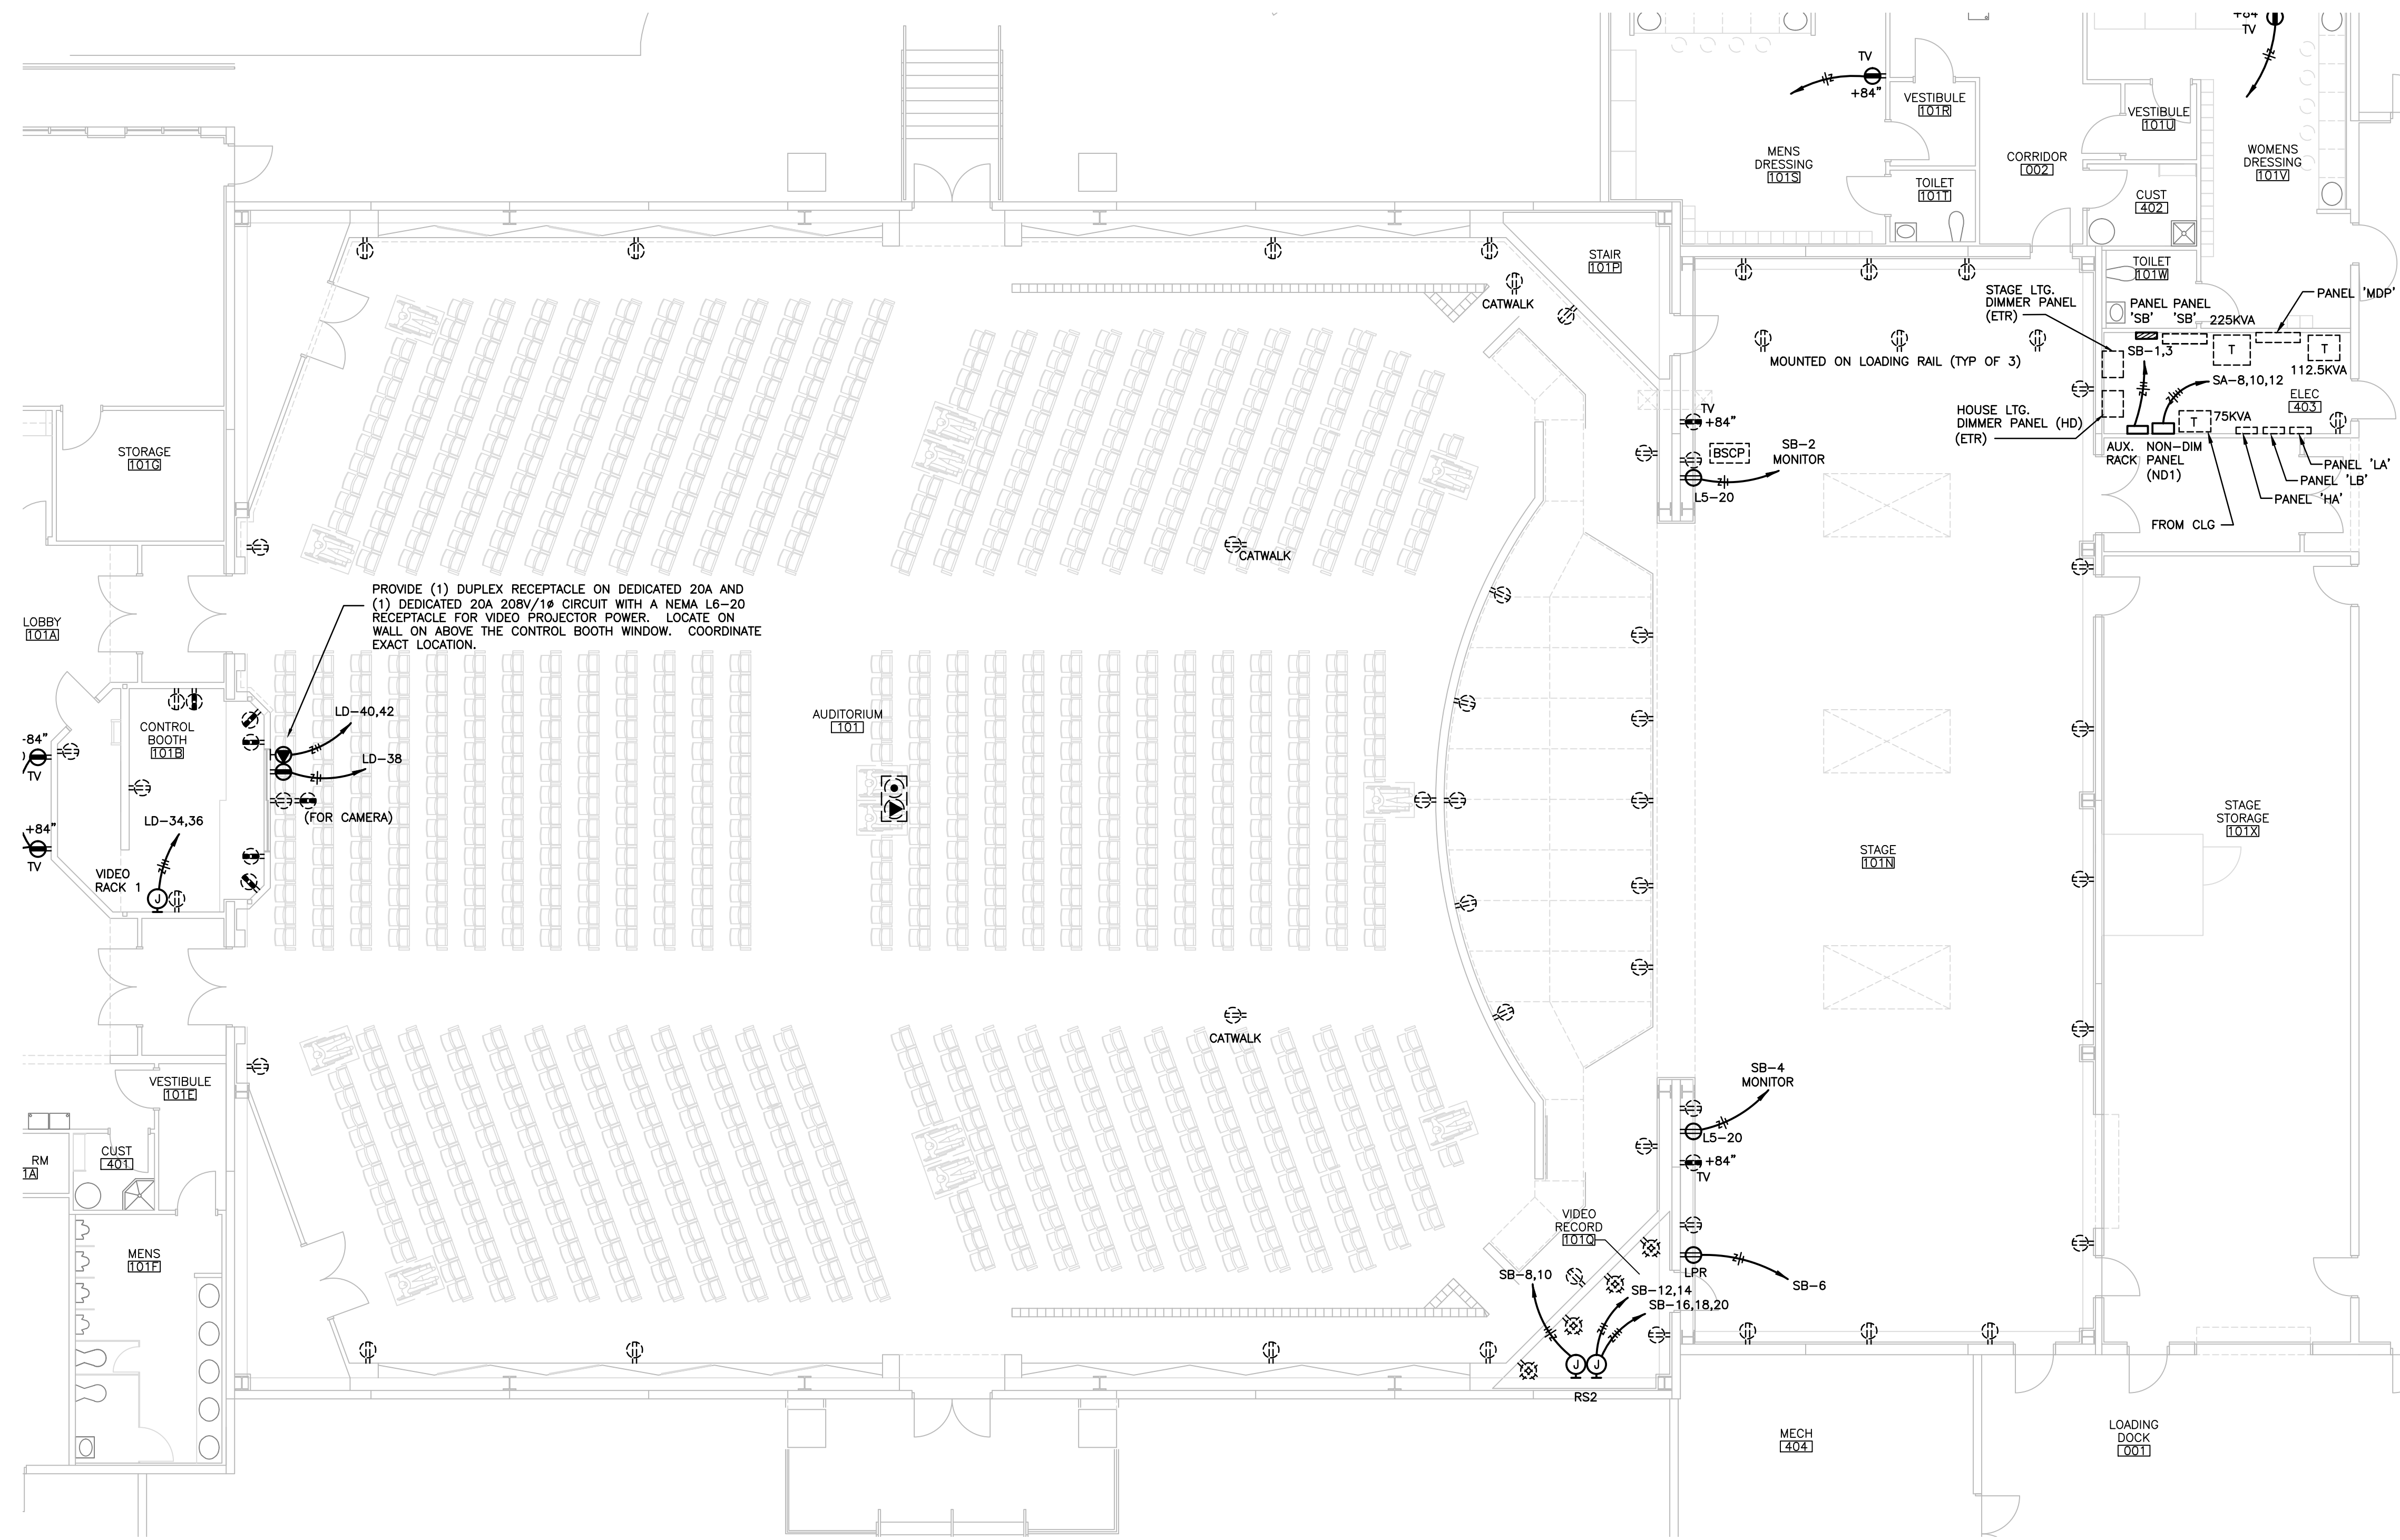 +84"
TV
TV
+84"
VESTIBULE
101R
VESTIBULE
101U
MENS
DRESSING
101S
CORRIDOR
002
WOMENS
DRESSING
101V
TOILET
101T
CUST
402
STAIR
101P
TOILET
101W
CATWALK
STAGE LTG.
DIMMER PANEL
(ETR)
PANEL
'SB'
PANEL
'SB'
225KVA
PANEL 'MDP'
T
T
112.5KVA
MOUNTED ON LOADING RAIL (TYP OF 3)
SB-1,3
SA-8,10,12
ELEC
403
HOUSE LTG.
DIMMER PANEL (HD)
(ETR)
T
75KVA
AUX.
RACK
NON-DIM
PANEL
(ND1)
PANEL 'LA'
PANEL 'LB'
PANEL 'HA'
FROM CLG
TV
+84"
BSCP
SB-2
MONITOR
L5-20
STORAGE
101G
CATWALK
PROVIDE (1) DUPLEX RECEPTACLE ON DEDICATED 20A AND
(1) DEDICATED 20A 208V/1ø CIRCUIT WITH A NEMA L6-20
RECEPTACLE FOR VIDEO PROJECTOR POWER. LOCATE ON
WALL ON ABOVE THE CONTROL BOOTH WINDOW. COORDINATE
EXACT LOCATION.
LOBBY
101A
CONTROL
BOOTH
101B
LD-40,42
LD-38
-84"
TV
AUDITORIUM
101
(FOR CAMERA)
LD-34,36
+84"
TV
VIDEO
RACK 1
J
STAGE
101N
STAGE
STORAGE
101X
CATWALK
VESTIBULE
101E
SB-4
MONITOR
L5-20
+84"
TV
CUST
401
RM
1A
MENS
101F
VIDEO
RECORD
101Q
LPR
SB-6
SB-8,10
SB-12,14
SB-16,18,20
J
J
RS2
MECH
404
LOADING
DOCK
001